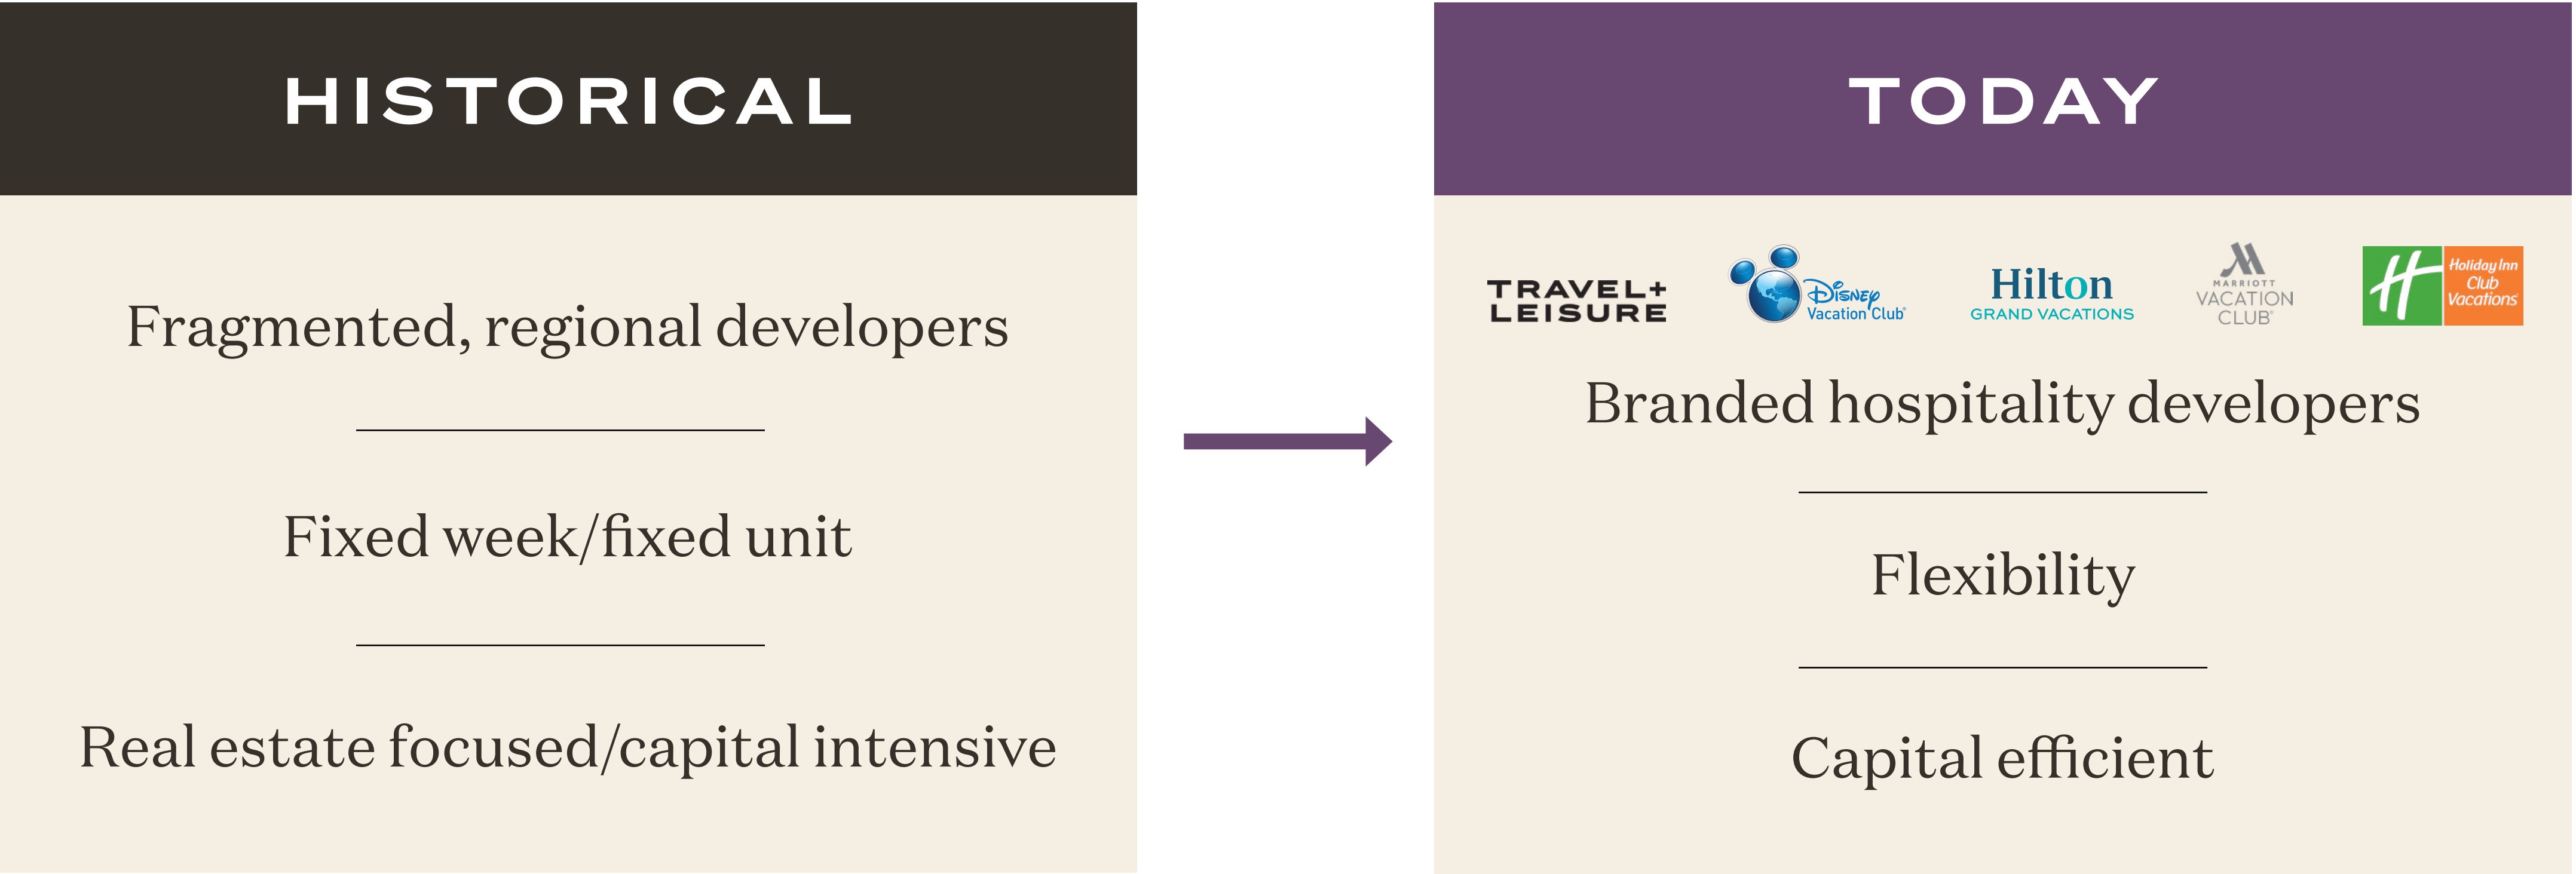 HISTORICAL
Fragmented, regional developers
Fixed week/fixed unit
Real estate focused/capital intensive
TODAY
TRAVEL+
LEISURE
Disney
Vacation Club®
Hilton
GRAND VACATIONS
MARRIOTT
VACATION
CLUB®
H
Holiday Inn
Club
Vacations®
Branded hospitality developers
Flexibility
Capital efficient